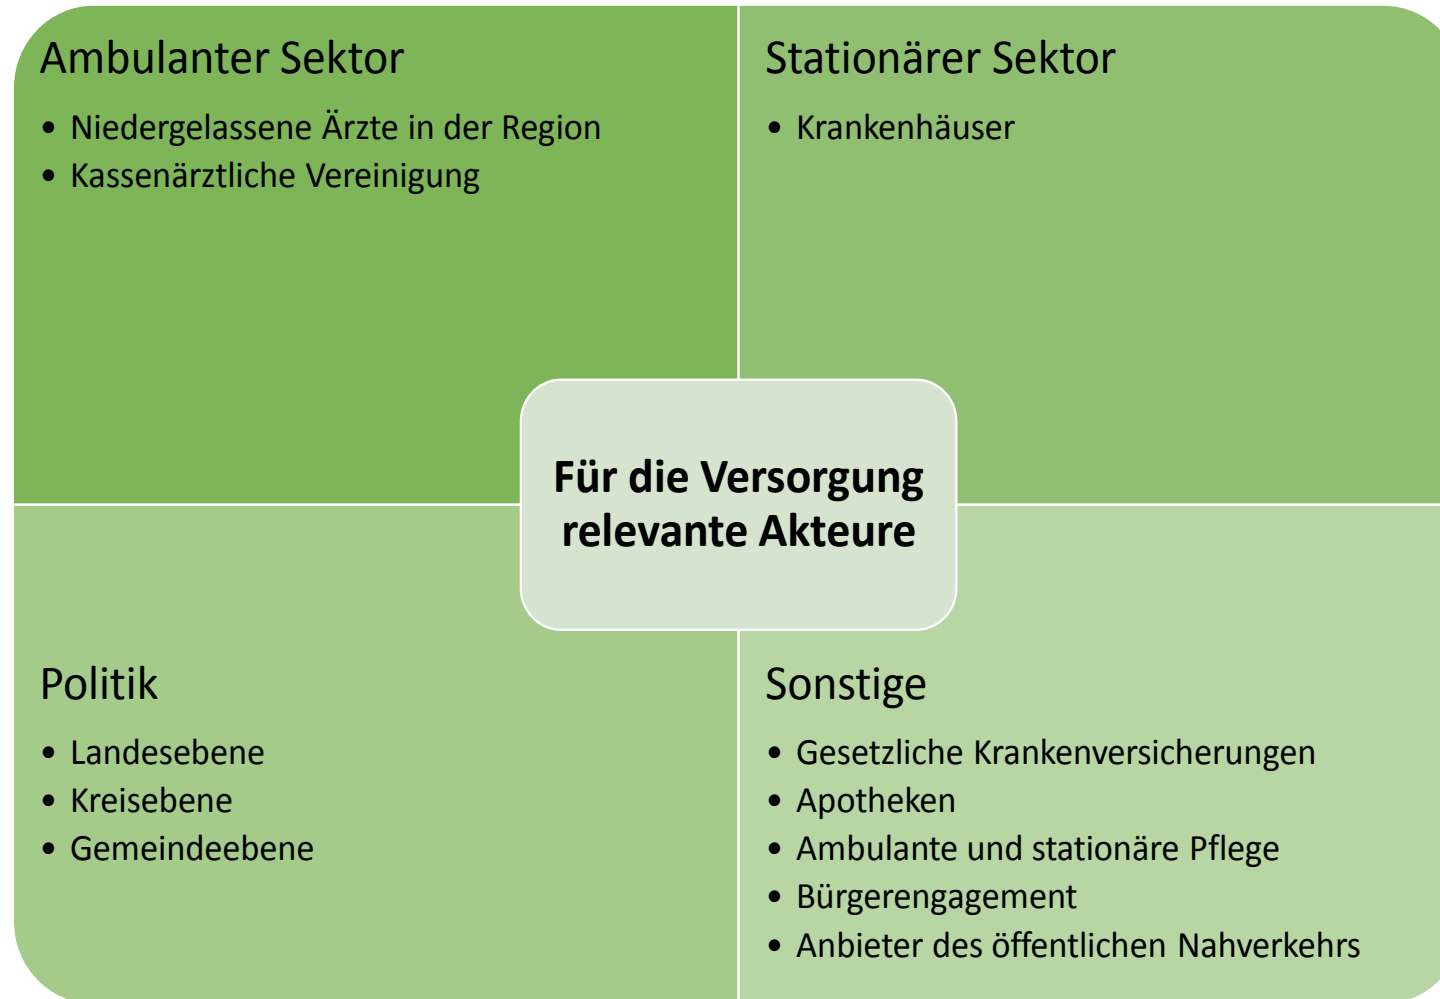 Ambulanter Sektor
• Niedergelassene Ärzte in der Region
• Kassenärztliche Vereinigung
Stationärer Sektor
• Krankenhäuser
Für die Versorgung
relevante Akteure
Politik
• Landesebene
• Kreisebene
• Gemeindeebene
Sonstige
• Gesetzliche Krankenversicherungen
• Apotheken
• Ambulante und stationäre Pflege
• Bürgerengagement
• Anbieter des öffentlichen Nahverkehrs